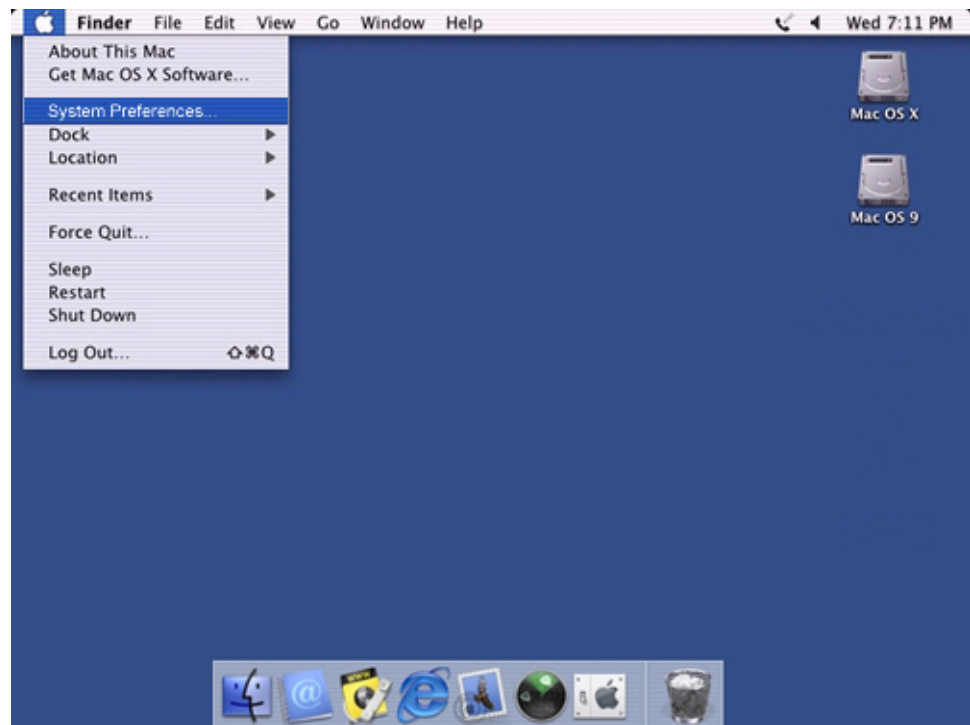 Finder File Edit View Go Window Help Wed 7:11 PM
About This Mac
Get Mac OS X Software...
System Preferences...
Dock
Location
Recent Items
Force Quit...
Sleep
Restart
Shut Down
Log Out... ⇧⌘Q
Mac OS X
Mac OS 9
WWW
@